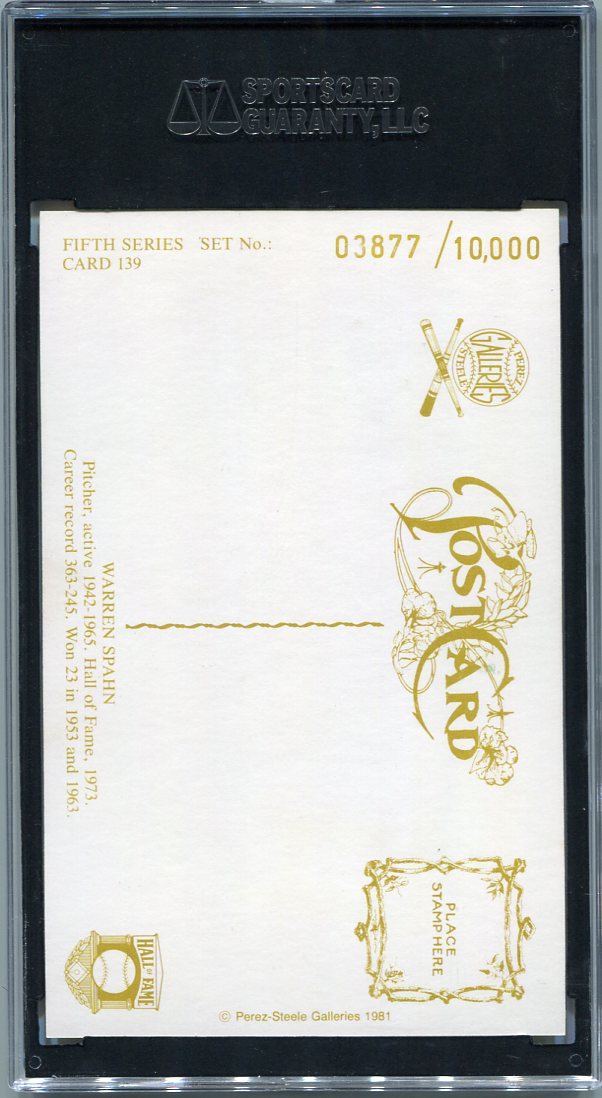 SPORTSCARD
GUARANTY, LLC
FIFTH SERIES SET No.:
CARD 139
03877 / 10,000
PEREZ
GALLERIES
STEELE
POSTCARD
WARREN SPAHN
Pitcher, active 1942-1965. Hall of Fame, 1973.
Career record 363-245. Won 23 in 1953 and 1963.
PLACE
STAMP HERE
HALL OF FAME
© Perez-Steele Galleries 1981